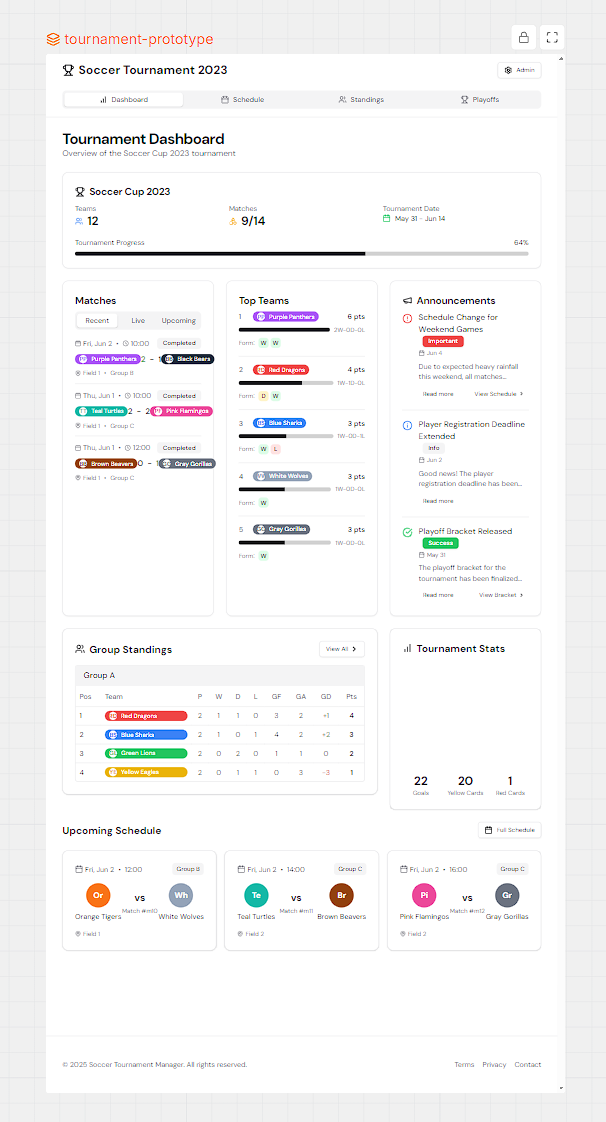 tournament-prototype
Soccer Tournament 2023
Admin
Dashboard
Schedule
Standings
Playoffs
Tournament Dashboard
Overview of the Soccer Cup 2023 tournament
Soccer Cup 2023
Teams
12
Matches
9/14
Tournament Date
May 31 - Jun 14
Tournament Progress
64%
Matches
Recent
Live
Upcoming
Fri, Jun 2 • 10:00
Completed
Purple Panthers
2 -
Black Bears
Field 1 • Group B
Thu, Jun 1 • 10:00
Completed
Teal Turtles
2 - 2
Pink Flamingos
Field 1 • Group C
Thu, Jun 1 • 12:00
Completed
Brown Beavers
0 -
Gray Gorillas
Field 1 • Group C
Top Teams
1
Purple Panthers
6 pts
2W-0D-0L
Form: W W
2
Red Dragons
4 pts
1W-1D-0L
Form: D W
3
Blue Sharks
3 pts
1W-0D-1L
Form: W L
4
White Wolves
3 pts
1W-0D-0L
Form: W
5
Gray Gorillas
3 pts
1W-0D-0L
Form: W
Announcements
Schedule Change for
Weekend Games
Important
Jun 4
Due to expected heavy rainfall
this weekend, all matches...
Read more
View Schedule
Player Registration Deadline
Extended
Info
Jun 2
Good news! The player
registration deadline has been...
Read more
Playoff Bracket Released
Success
May 31
The playoff bracket for the
tournament has been finalized...
Read more
View Bracket
Group Standings
View All
Group A
Pos Team P W D L GF GA GD Pts
1 Red Dragons 2 1 1 0 3 2 +1 4
2 Blue Sharks 2 1 0 1 4 2 +2 3
3 Green Lions 2 0 2 0 1 1 0 2
4 Yellow Eagles 2 0 1 1 0 3 -3 1
Tournament Stats
22
Goals
20
Yellow Cards
1
Red Cards
Upcoming Schedule
Full Schedule
Fri, Jun 2 • 12:00
Group B
Or
vs
Wh
Match #m10
Orange Tigers
White Wolves
Field 1
Fri, Jun 2 • 14:00
Group C
Te
vs
Br
Match #m11
Teal Turtles
Brown Beavers
Field 2
Fri, Jun 2 • 16:00
Group C
Pi
vs
Gr
Match #m12
Pink Flamingos
Gray Gorillas
Field 2
© 2025 Soccer Tournament Manager. All rights reserved.
Terms
Privacy
Contact